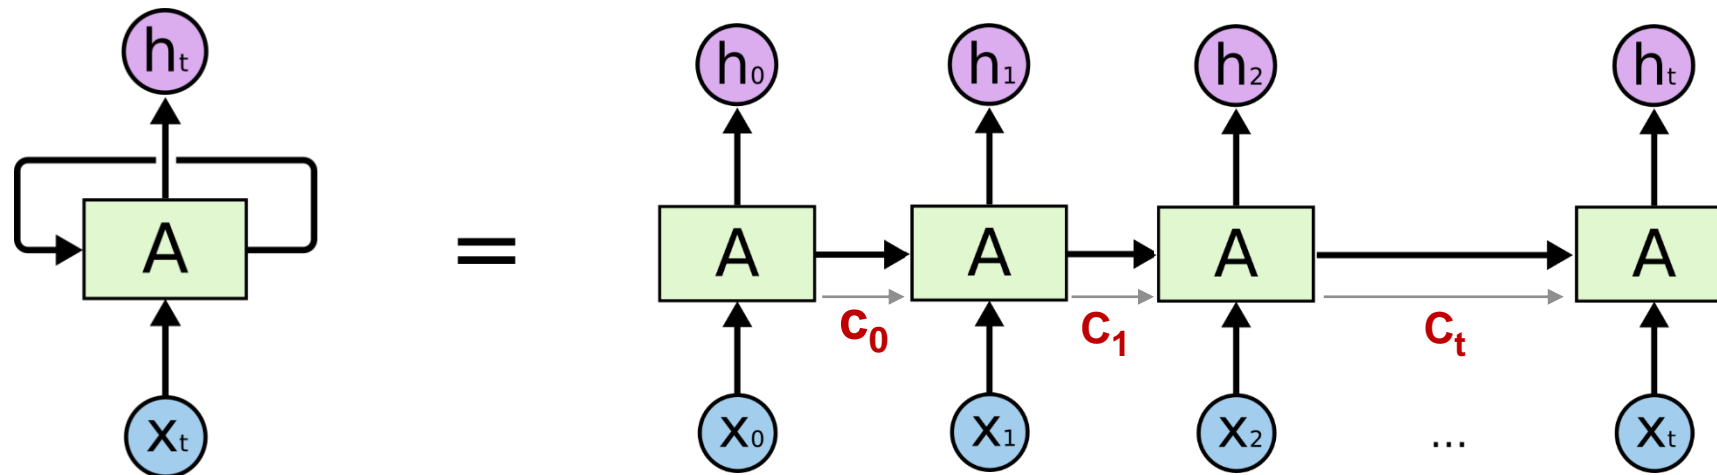 hₜ h₀ h₁ h₂ hₜ
A = A A A A
c₀ C₁ Cₜ
xₜ x₀ x₁ x₂ ... xₜ